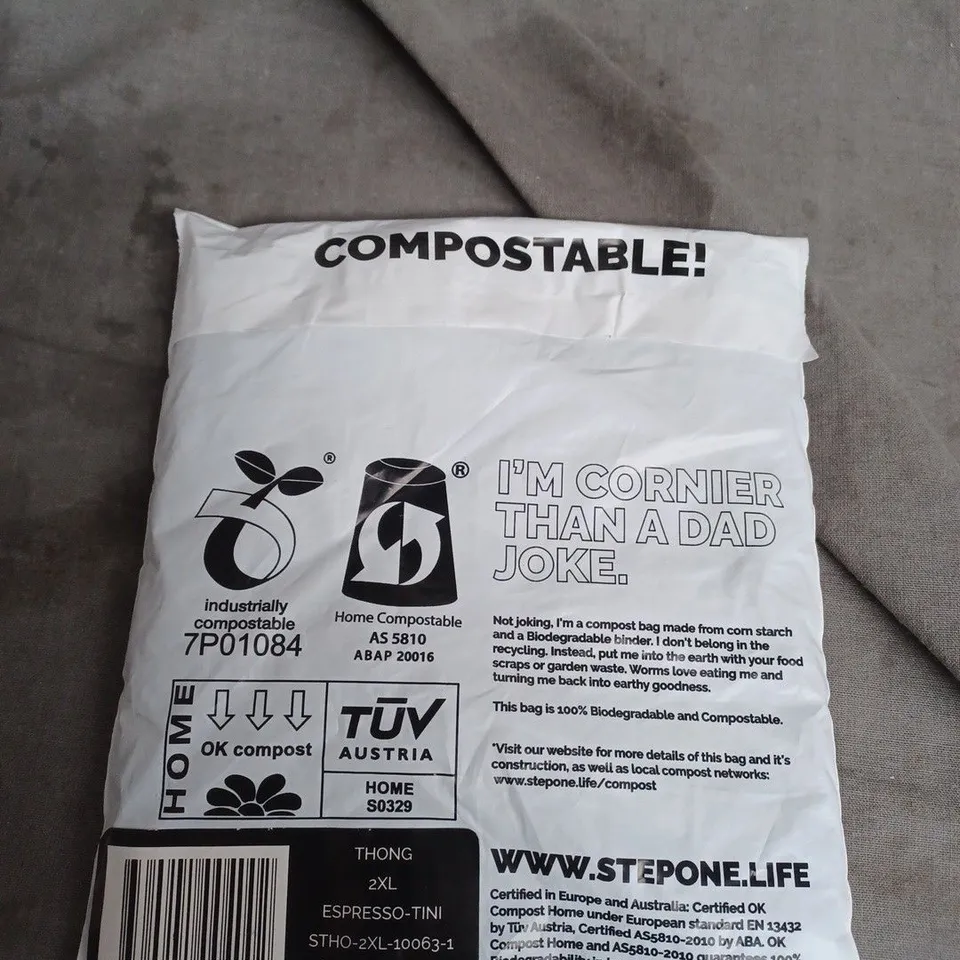 COMPOSTABLE!
®
industrially
compostable
7P01084
®
Home Compostable
AS 5810
ABAP 20016
I'M CORNIER
THAN A DAD
JOKE.
Not joking, I'm a compost bag made from corn starch
and a Biodegradable binder. I don't belong in the
recycling. Instead, put me into the earth with your food
scraps or garden waste. Worms love eating me and
turning me back into earthy goodness.
This bag is 100% Biodegradable and Compostable.
*Visit our website for more details of this bag and it's
construction, as well as local compost networks:
www.stepone.life/compost
HOME
OK compost
TÜV
AUSTRIA
HOME
S0329
THONG
2XL
ESPRESSO-TINI
STHO-2XL-10063-1
WWW.STEPONE.LIFE
Certified in Europe and Australia: Certified OK
Compost Home under European standard EN 13432
by Tüv Austria, Certified AS5810-2010 by ABA. OK
Compost Home and AS5810-2010 guarantees 100%